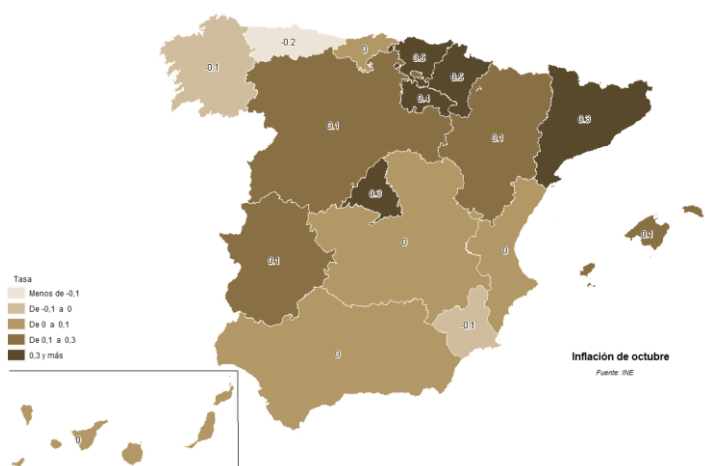 -0.2
0
0.5
-0.1
0.5
0.4
0.3
0.1
0.1
0.3
0.1
0
0
0.1
-0.1
0
0
Tasa
Menos de -0,1
De -0,1 a 0
De 0 a 0,1
De 0,1 a 0,3
0,3 y más
Inflación de octubre
Fuente: INE